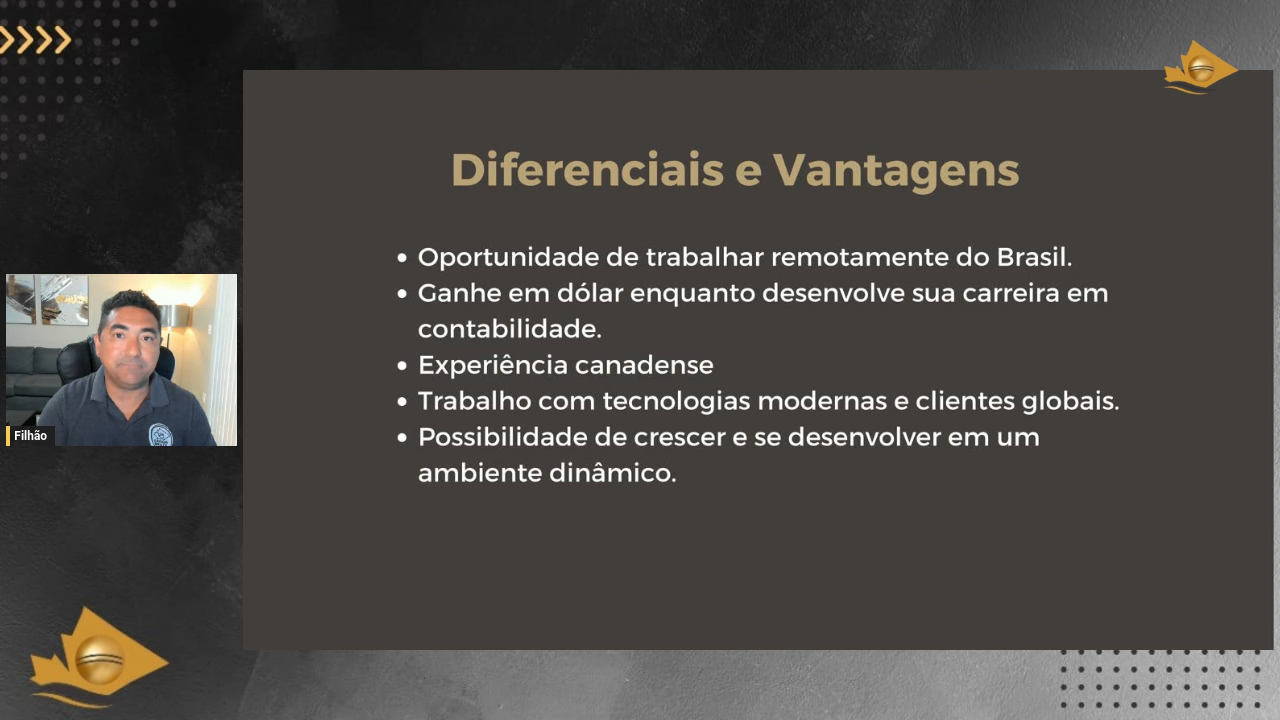 Diferenciais e Vantagens
• Oportunidade de trabalhar remotamente do Brasil.
• Ganhe em dólar enquanto desenvolve sua carreira em
contabilidade.
• Experiência canadense
• Trabalho com tecnologias modernas e clientes globais.
• Possibilidade de crescer e se desenvolver em um
ambiente dinâmico.
Filhão